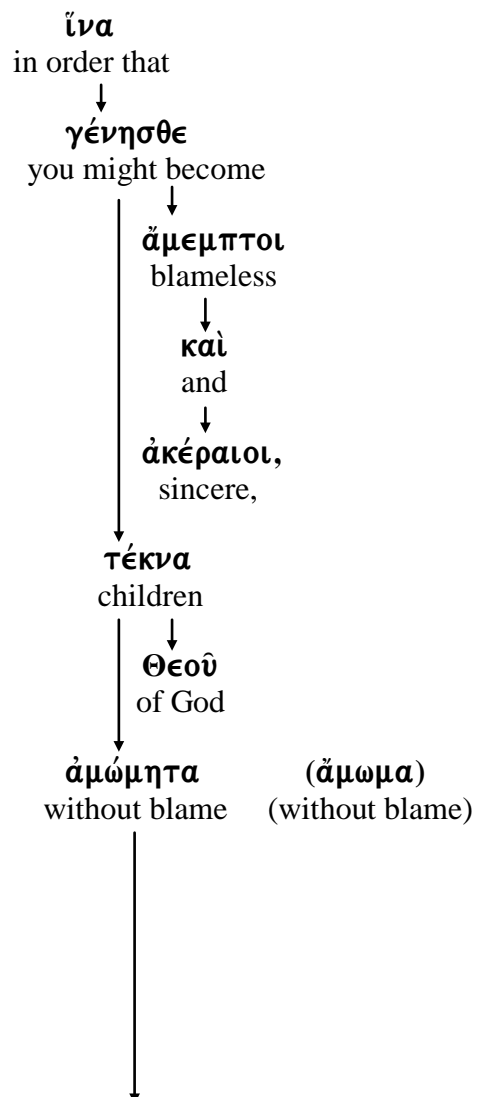 ἵνα
in order that
γένησθε
you might become
ἄμεμπτοι
blameless
καὶ
and
ἀκέραιοι,
sincere,
τέκνα
children
Θεοῦ
of God
ἀμώμητα (ἄμωμα)
without blame (without blame)